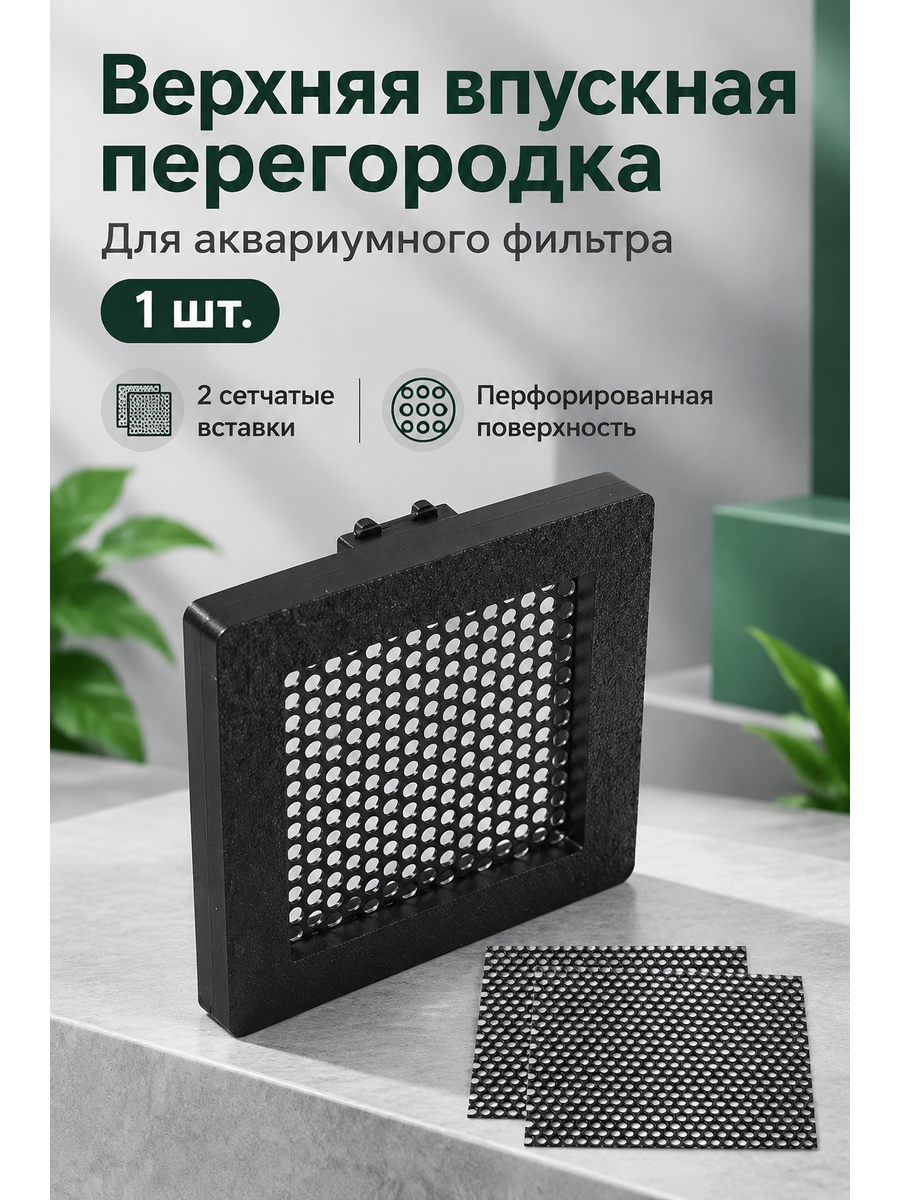 Верхняя впускная
перегородка
Для аквариумного фильтра
1 шт.
2 сетчатые
вставки
Перфорированная
поверхность